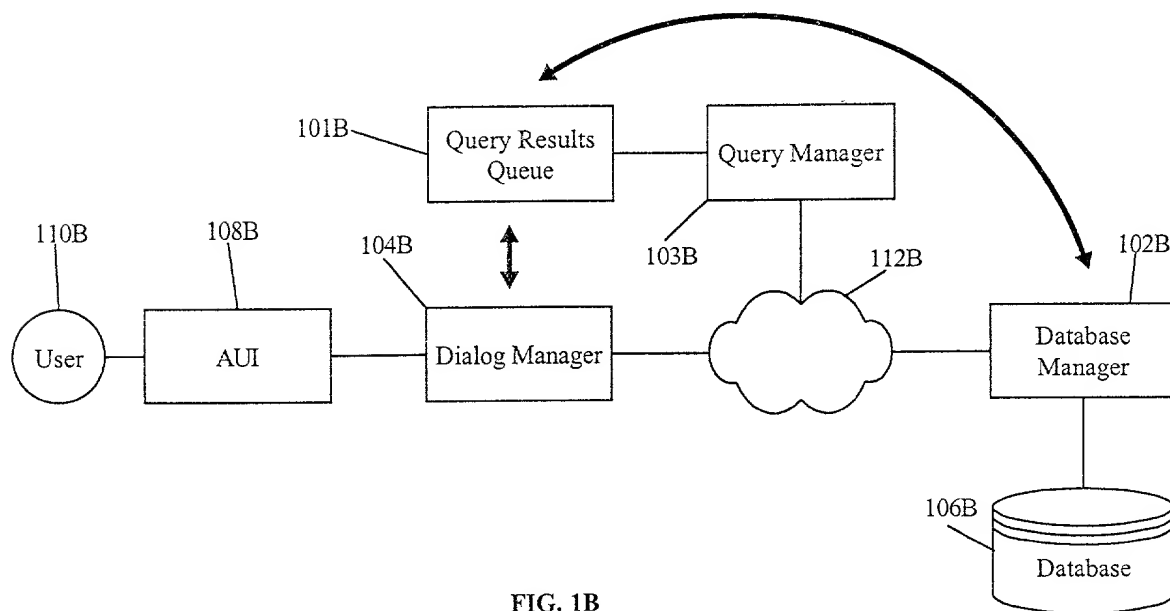 101B
Query Results
Queue
Query Manager
110B
108B
104B
103B
112B
102B
User
AUI
Dialog Manager
Database
Manager
106B
Database
FIG. 1B